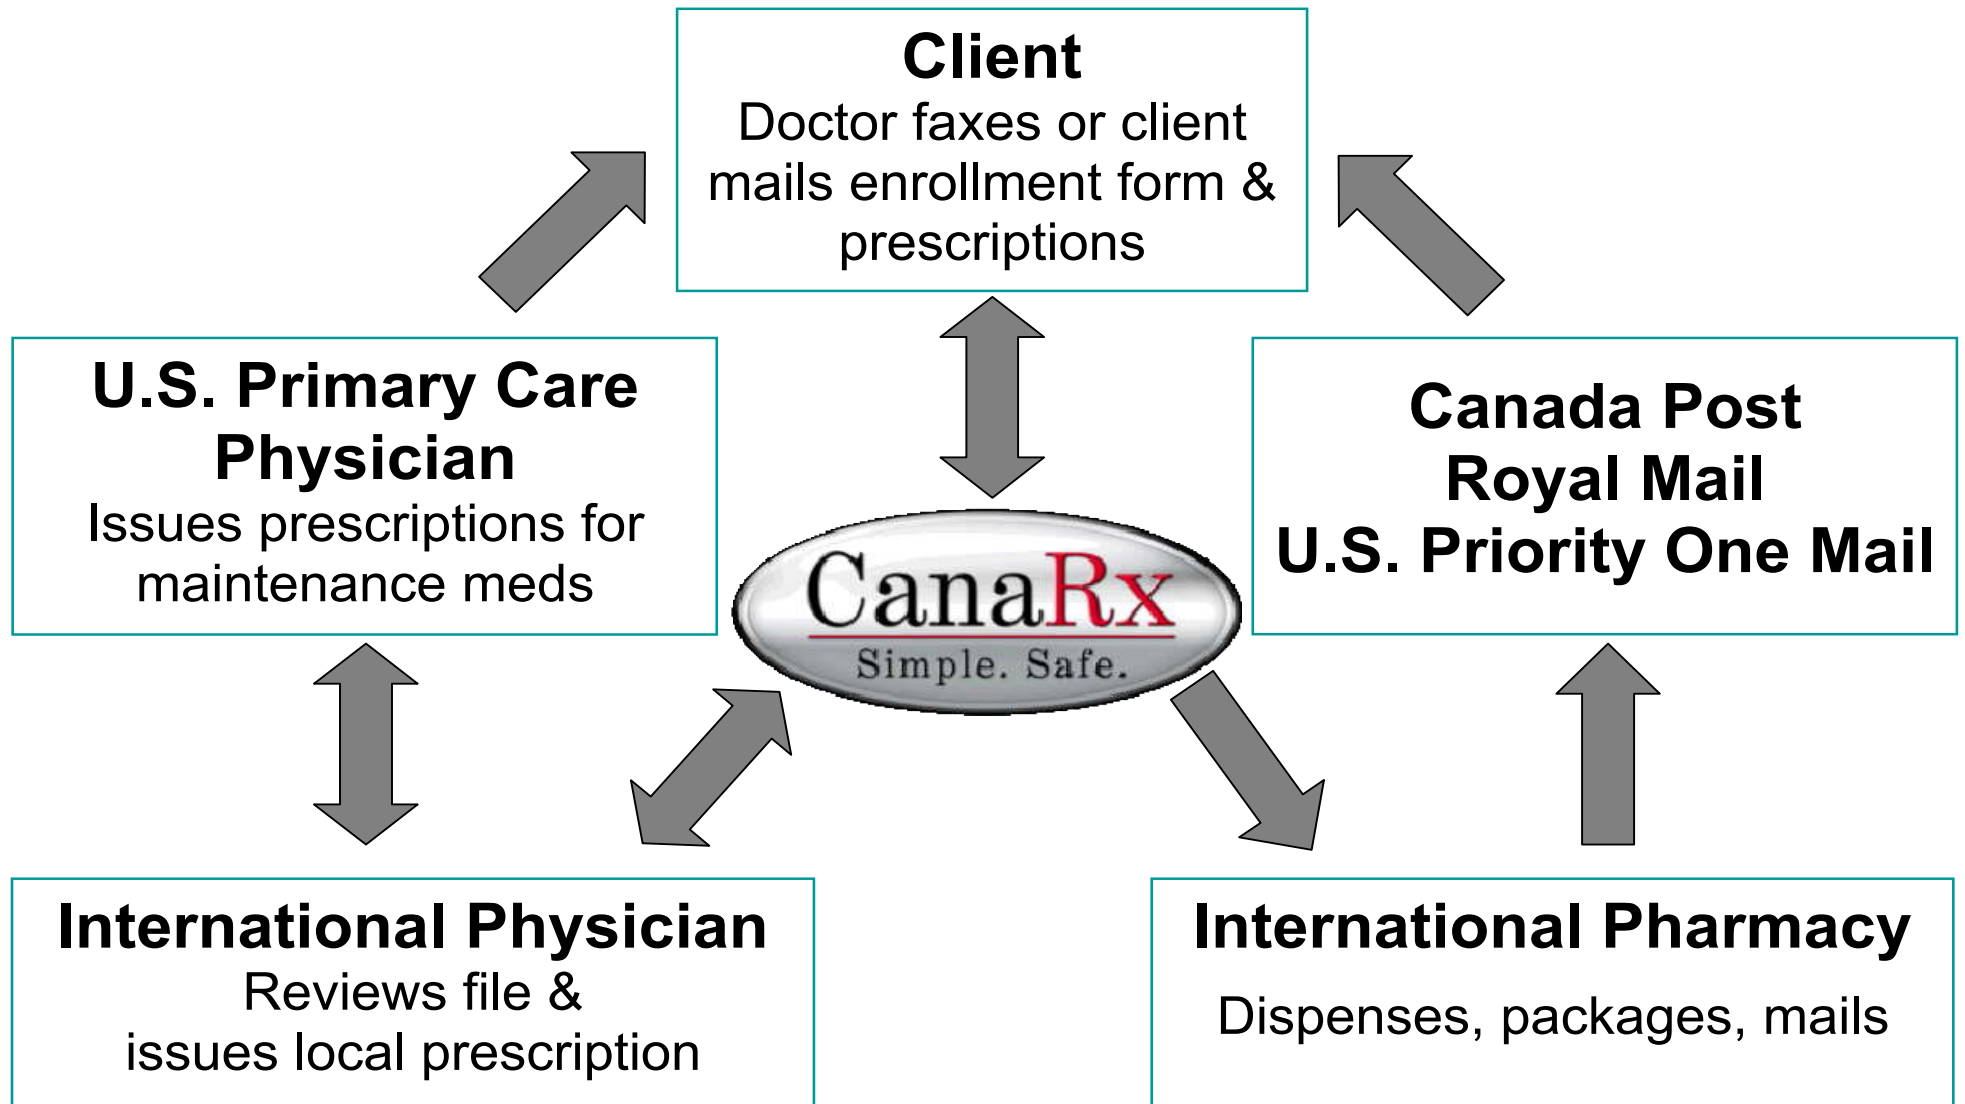 Client
Doctor faxes or client
mails enrollment form &
prescriptions
U.S. Primary Care
Physician
Issues prescriptions for
maintenance meds
Canada Post
Royal Mail
U.S. Priority One Mail
CanaRx
Simple. Safe.
International Physician
Reviews file &
issues local prescription
International Pharmacy
Dispenses, packages, mails